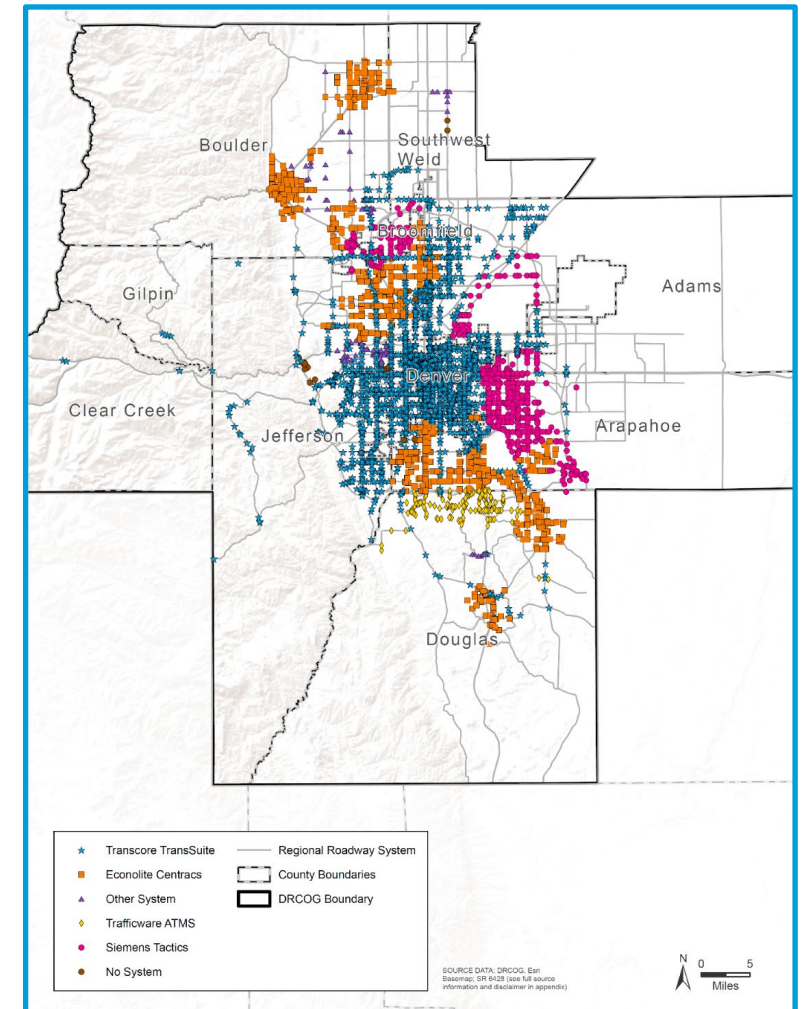 Boulder
Southwest
Weld
Broomfield
Gilpin
Adams
Denver
Clear Creek
Jefferson
Arapahoe
Douglas
Transcore TransSuite
Econolite Centracs
Other System
Trafficware ATMS
Siemens Tactics
No System
Regional Roadway System
County Boundaries
DRCOG Boundary
SOURCE DATA: DRCOG, Esri
Basemap; SR 6428 (see full source
information and disclaimer in appendix)
N
0 5
Miles